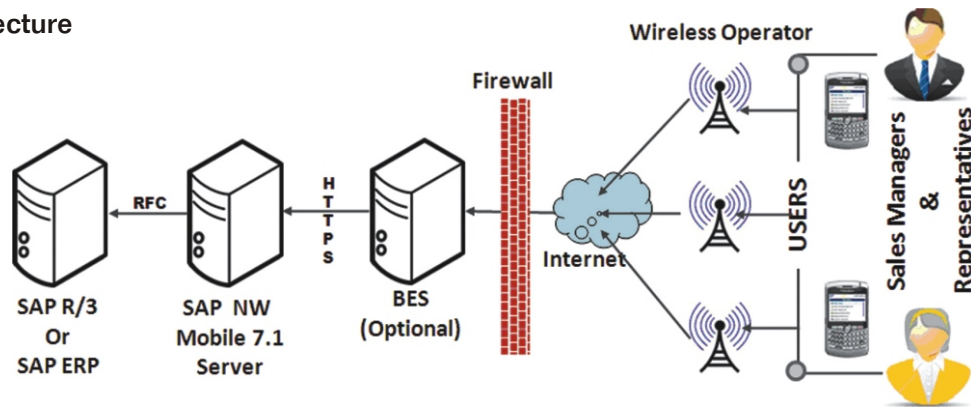 ecture
Wireless Operator
Firewall
RFC
HTTPS
Internet
USERS
Sales Managers
&
Representatives
SAP R/3
Or
SAP ERP
SAP NW
Mobile 7.1
Server
BES
(Optional)